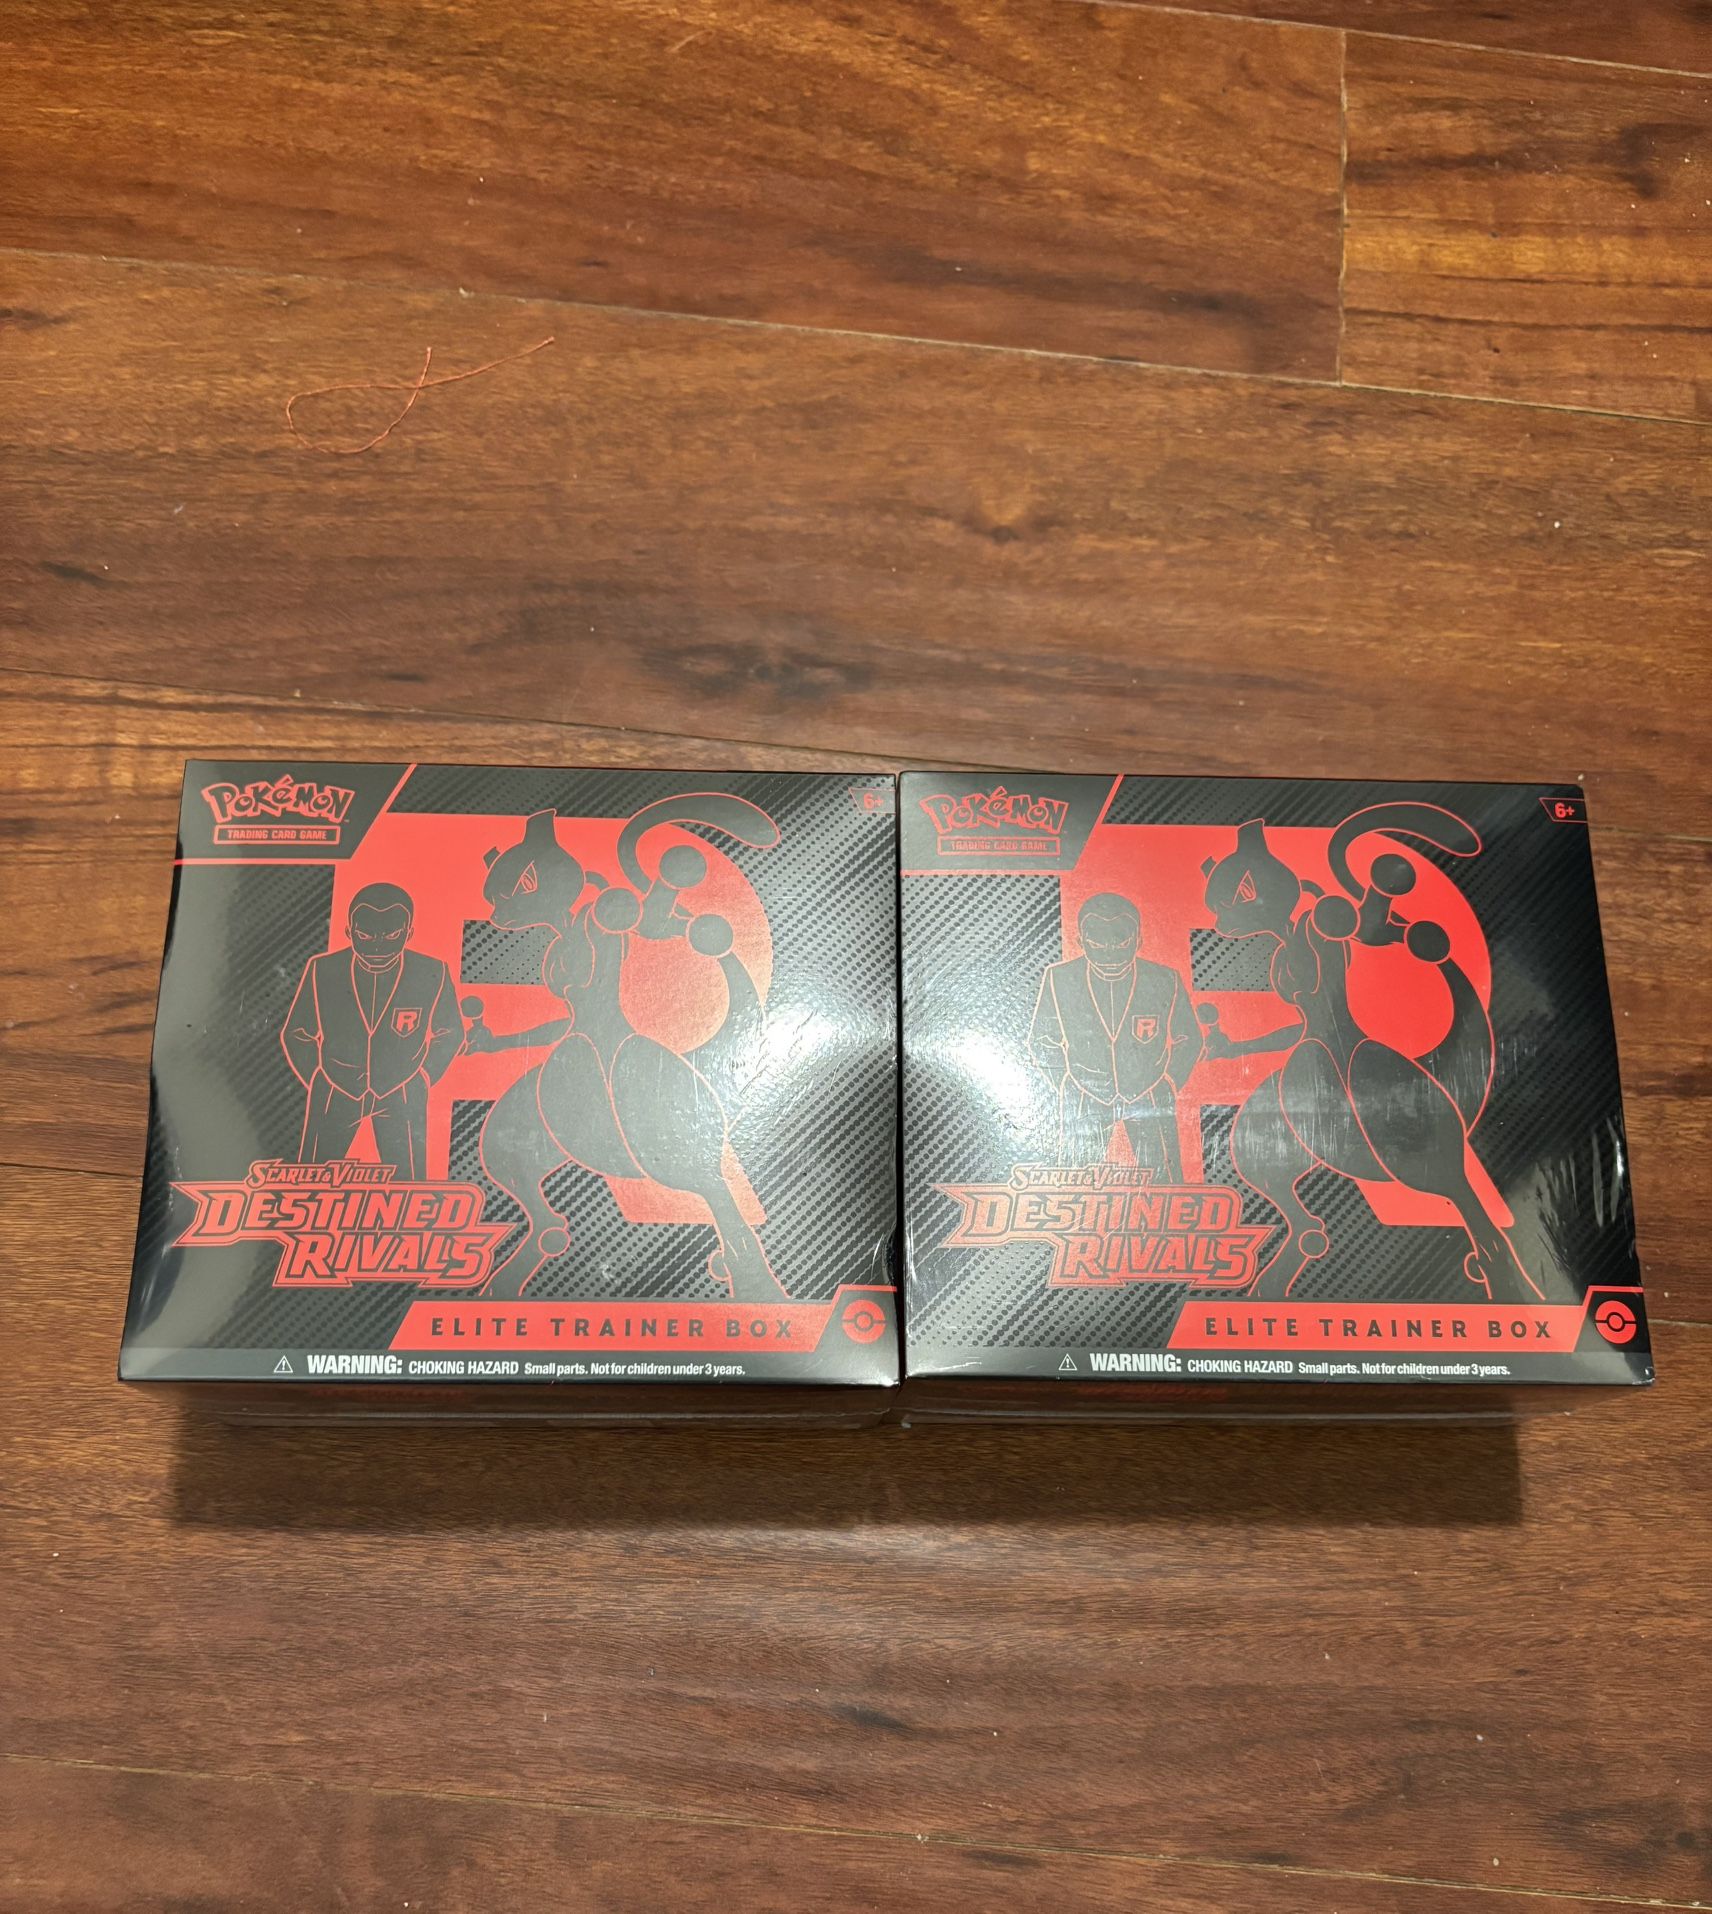 POKéMON
TRADING CARD GAME
6+
R
SCARLET & VIOLET
DESTINED
RIVALS
ELITE TRAINER BOX
WARNING: CHOKING HAZARD Small parts. Not for children under 3 years.
POKéMON
TRADING CARD GAME
6+
R
SCARLET & VIOLET
DESTINED
RIVALS
ELITE TRAINER BOX
WARNING: CHOKING HAZARD Small parts. Not for children under 3 years.